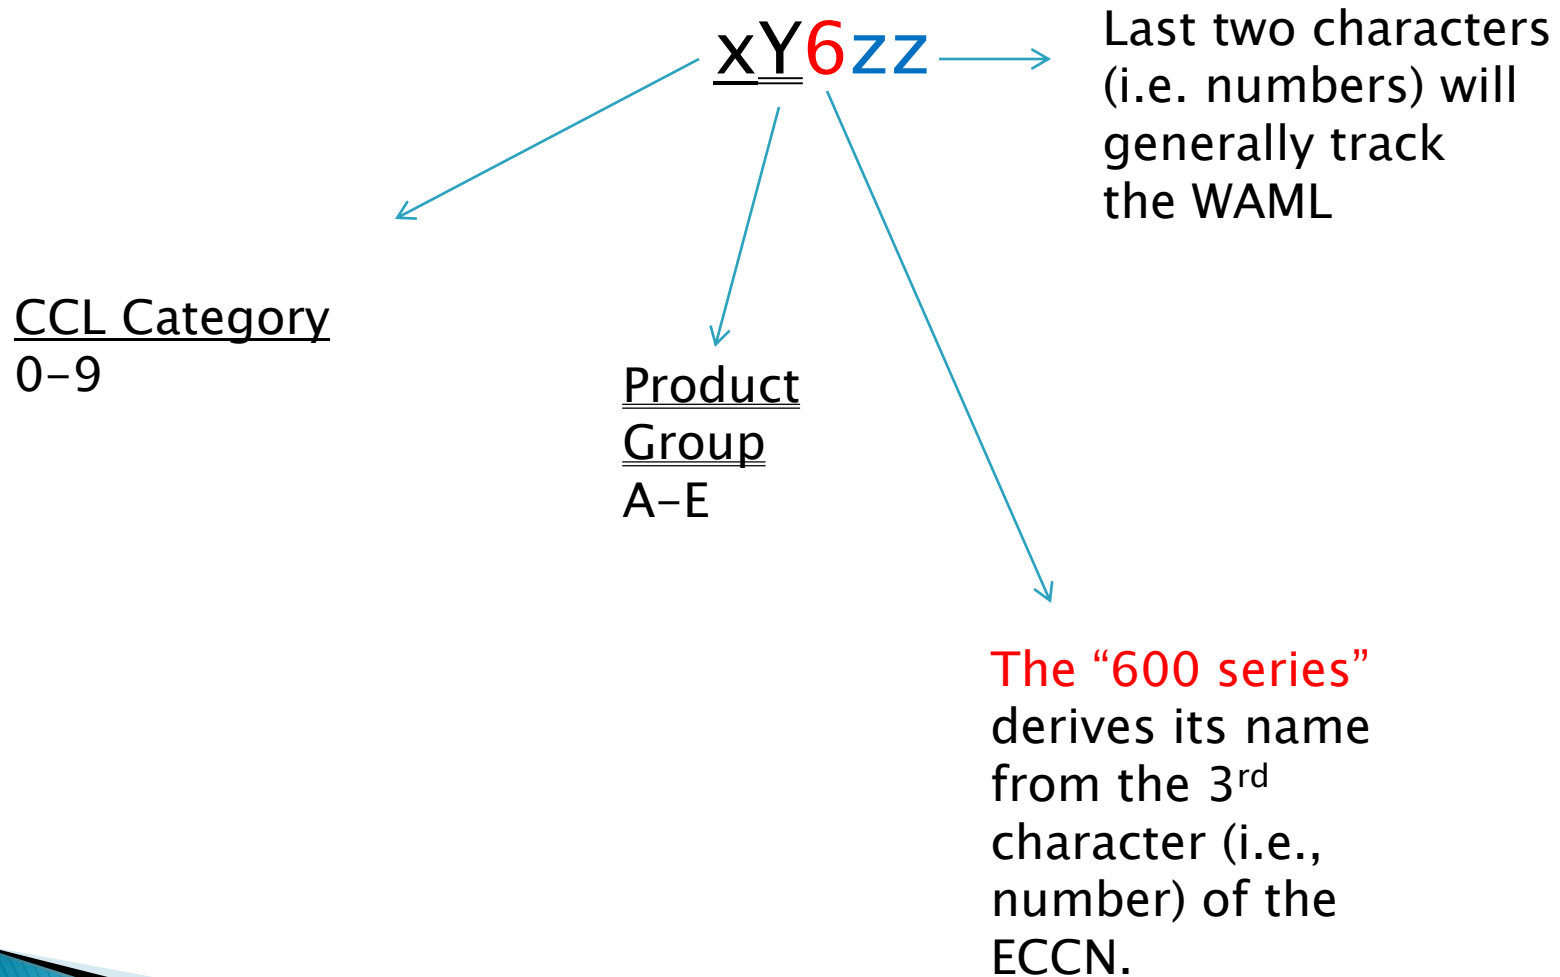 xY6zz
Last two characters
(i.e. numbers) will
generally track
the WAML
CCL Category
0–9
Product
Group
A–E
The “600 series”
derives its name
from the 3rd
character (i.e.,
number) of the
ECCN.